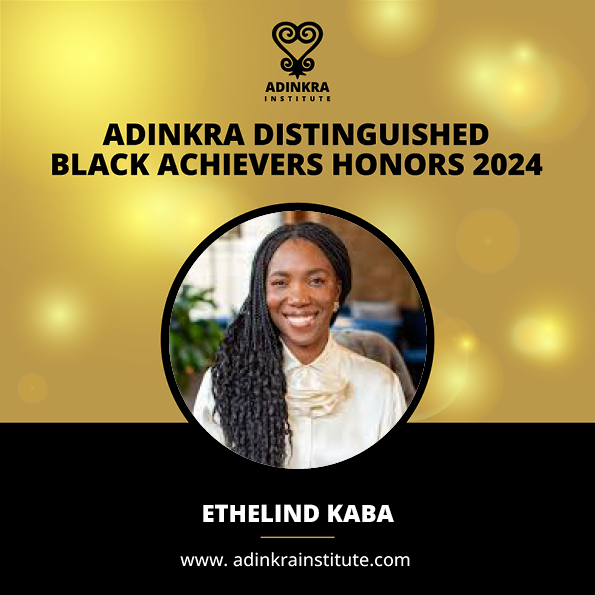 ADINKRA
INSTITUTE
ADINKRA DISTINGUISHED
BLACK ACHIEVERS HONORS 2024
ETHELIND KABA
www. adinkrainstitute.com